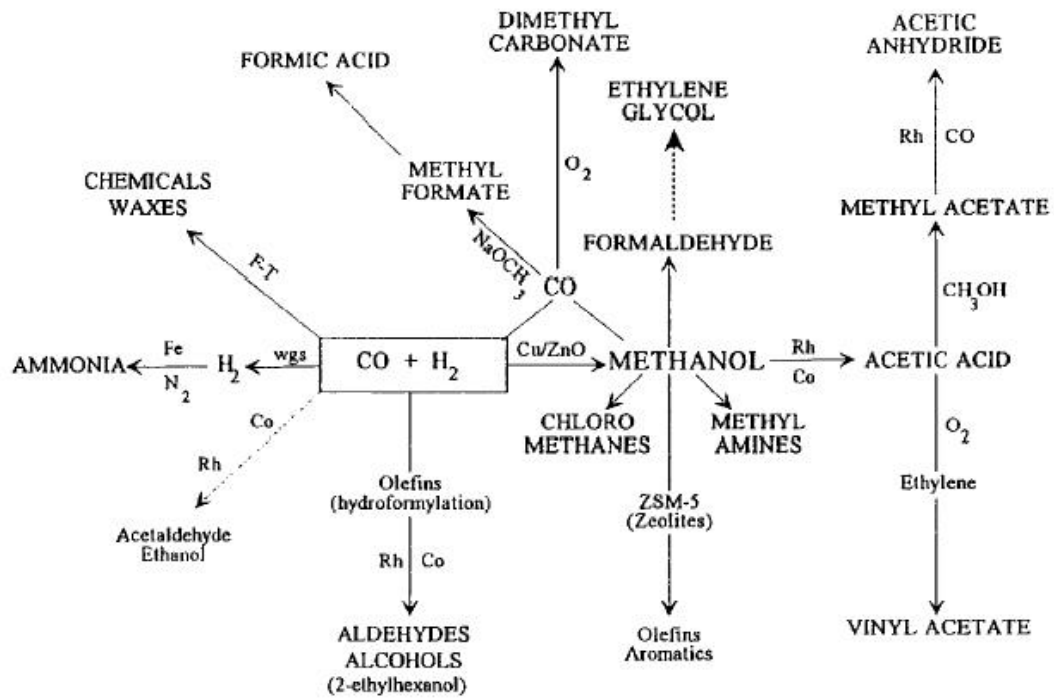 DIMETHYL
CARBONATE
ACETIC
ANHYDRIDE
FORMIC ACID
ETHYLENE
GLYCOL
Rh CO
O2
METHYL
FORMATE
CHEMICALS
WAXES
METHYL ACETATE
FORMALDEHYDE
NaOCH3
F-T
CO
CH3OH
Fe
wgs
CO + H2
Cu/ZnO
METHANOL
Rh
Co
ACETIC ACID
AMMONIA
H2
N2
CHLORO
METHANES
METHYL
AMINES
O2
Co
Rh
Olefins
(hydroformylation)
ZSM-5
(Zeolites)
Ethylene
Acetaldehyde
Ethanol
Rh Co
ALDEHYDES
ALCOHOLS
(2-ethylhexanol)
Olefins
Aromatics
VINYL ACETATE